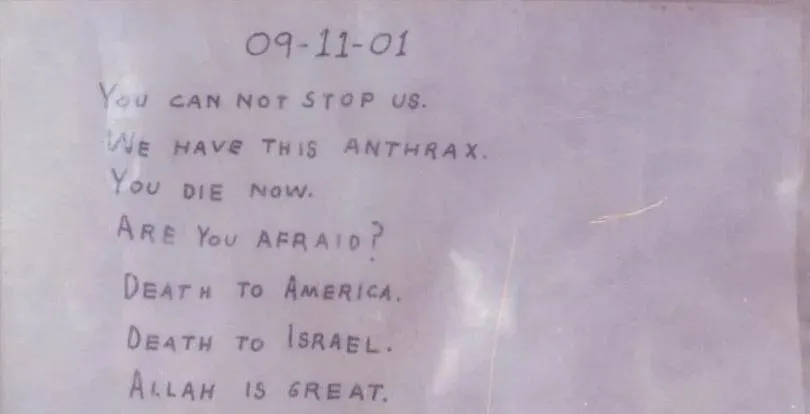 09-11-01
YOU CAN NOT STOP US.
WE HAVE THIS ANTHRAX.
YOU DIE NOW.
ARE YOU AFRAID?
DEATH TO AMERICA.
DEATH TO ISRAEL.
ALLAH IS GREAT.